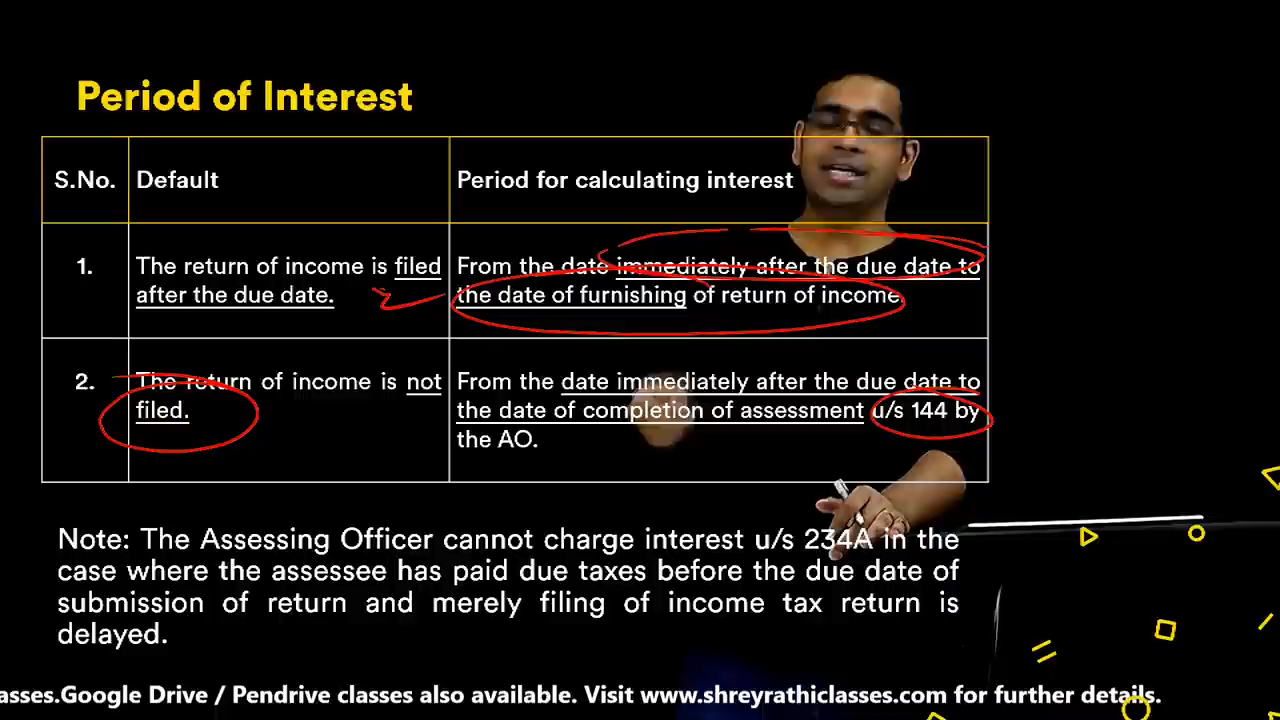 Period of Interest
S.No. Default Period for calculating interest
1. The return of income is filed From the date immediately after the due date to
after the due date. the date of furnishing of return of income
2. The return of income is not From the date immediately after the due date to
filed. the date of completion of assessment u/s 144 by
the AO.
Note: The Assessing Officer cannot charge interest u/s 234A in the
case where the assessee has paid due taxes before the due date of
submission of return and merely filing of income tax return is
delayed.
asses.Google Drive / Pendrive classes also available. Visit www.shreyrathiclasses.com for further details.